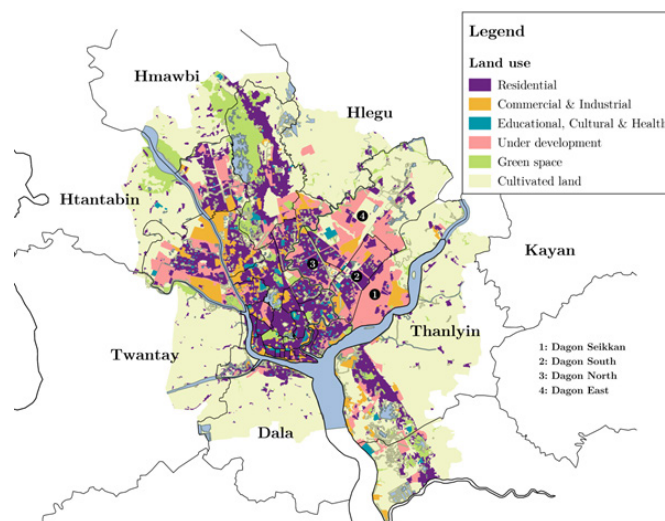 Legend
Land use
Residential
Commercial & Industrial
Educational, Cultural & Health
Under development
Green space
Cultivated land
Hmawbi
Hlegu
Htantabin
4
Kayan
3
2
1
Thanlyin
Twantay
1: Dagon Seikkan
2: Dagon South
3: Dagon North
4: Dagon East
Dala